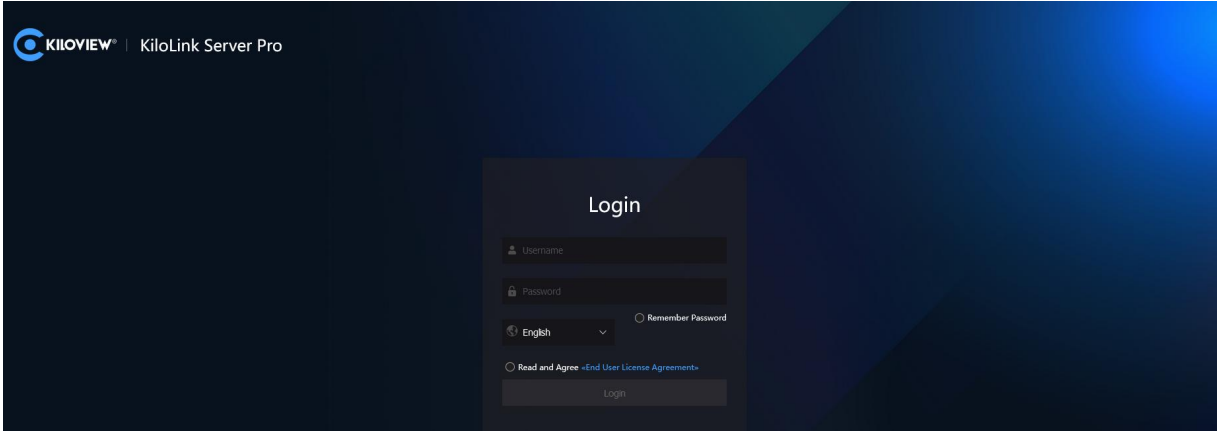 KILOVIEW® | KiloLink Server Pro
Login
Username
Password
Remember Password
English
Read and Agree «End User License Agreement»
Login